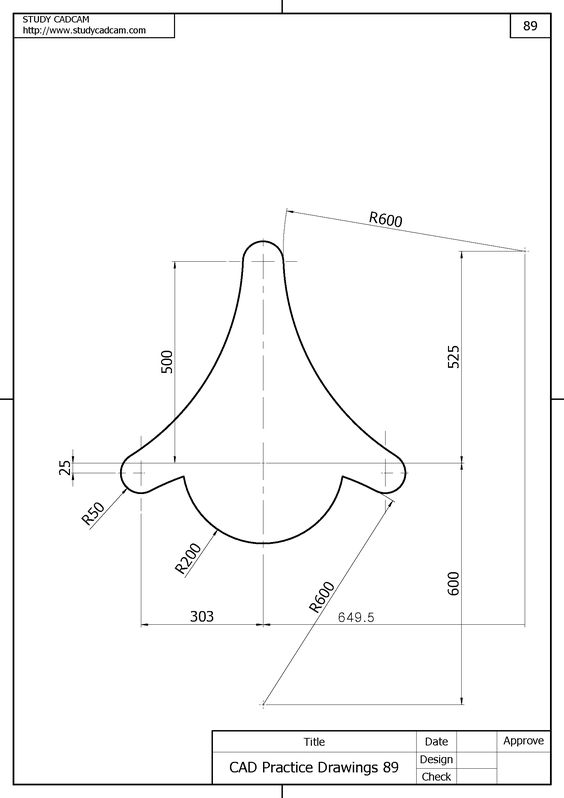 STUDY CADCAM
http://www.studycadcam.com
89
R600
500
525
25
R50
R200
R600
600
303
649.5
Title
Date
Approve
CAD Practice Drawings 89
Design
Check